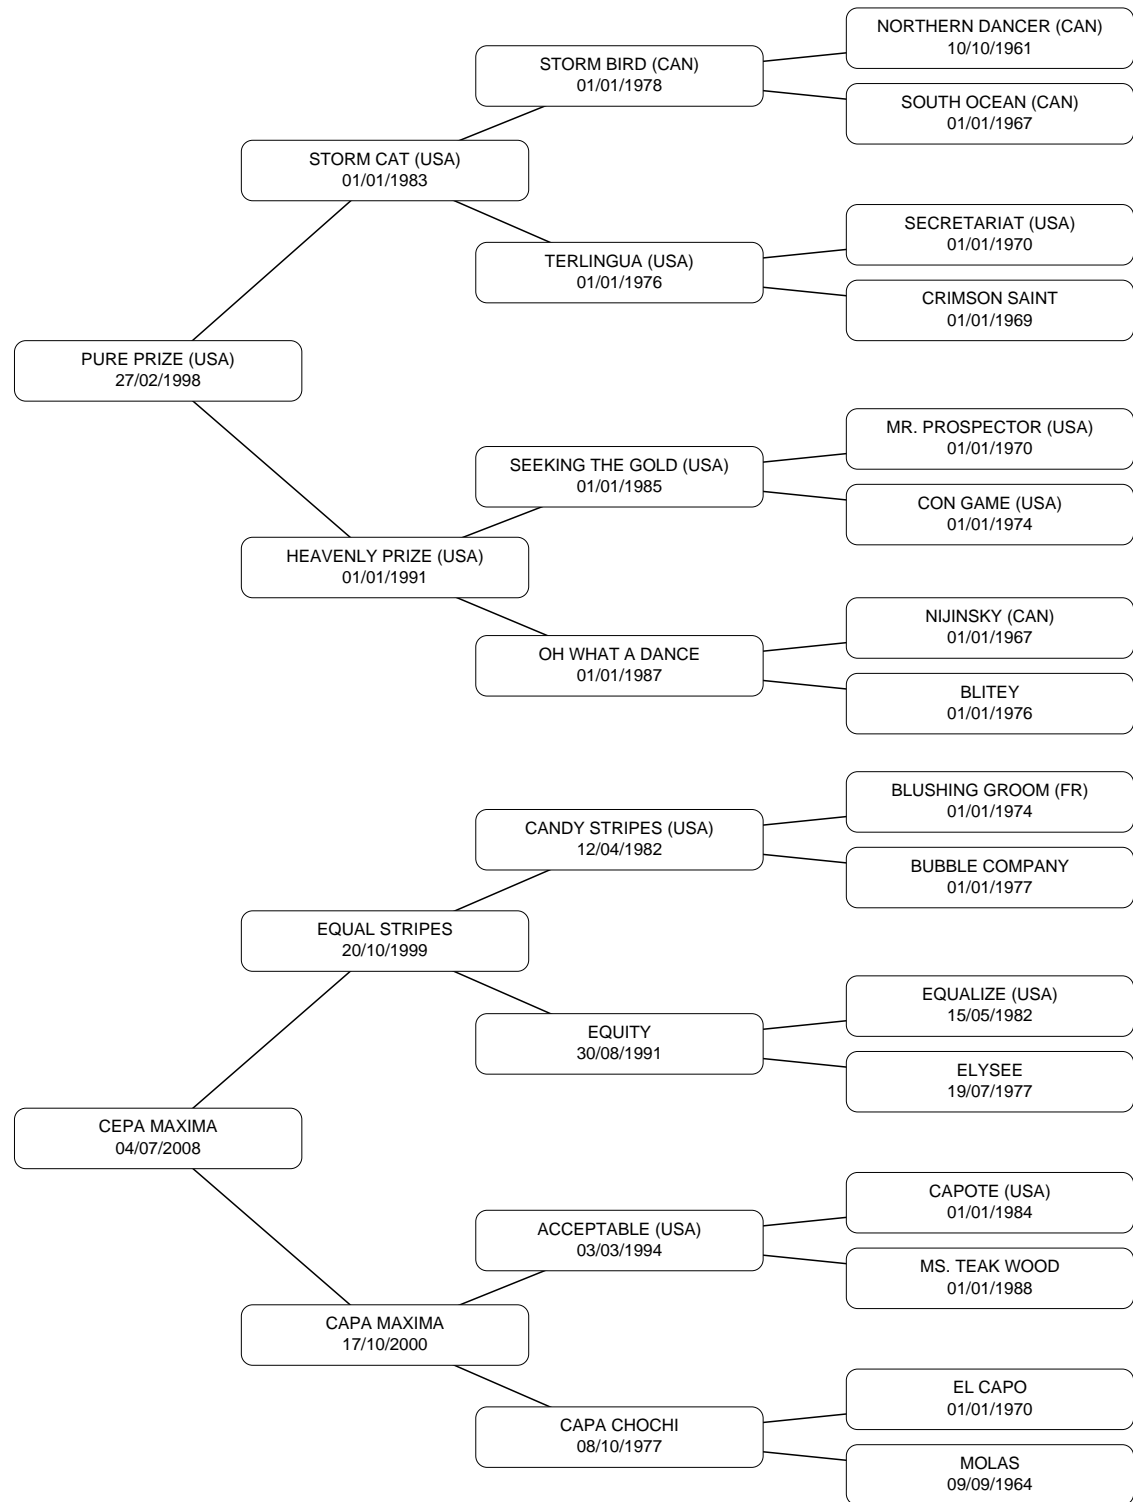 NORTHERN DANCER (CAN)
10/10/1961
STORM BIRD (CAN)
01/01/1978
SOUTH OCEAN (CAN)
01/01/1967
STORM CAT (USA)
01/01/1983
SECRETARIAT (USA)
01/01/1970
TERLINGUA (USA)
01/01/1976
CRIMSON SAINT
01/01/1969
PURE PRIZE (USA)
27/02/1998
MR. PROSPECTOR (USA)
01/01/1970
SEEKING THE GOLD (USA)
01/01/1985
CON GAME (USA)
01/01/1974
HEAVENLY PRIZE (USA)
01/01/1991
NIJINSKY (CAN)
01/01/1967
OH WHAT A DANCE
01/01/1987
BLITEY
01/01/1976
BLUSHING GROOM (FR)
01/01/1974
CANDY STRIPES (USA)
12/04/1982
BUBBLE COMPANY
01/01/1977
EQUAL STRIPES
20/10/1999
EQUALIZE (USA)
15/05/1982
EQUITY
30/08/1991
ELYSEE
19/07/1977
CEPA MAXIMA
04/07/2008
CAPOTE (USA)
01/01/1984
ACCEPTABLE (USA)
03/03/1994
MS. TEAK WOOD
01/01/1988
CAPA MAXIMA
17/10/2000
EL CAPO
01/01/1970
CAPA CHOCHI
08/10/1977
MOLAS
09/09/1964